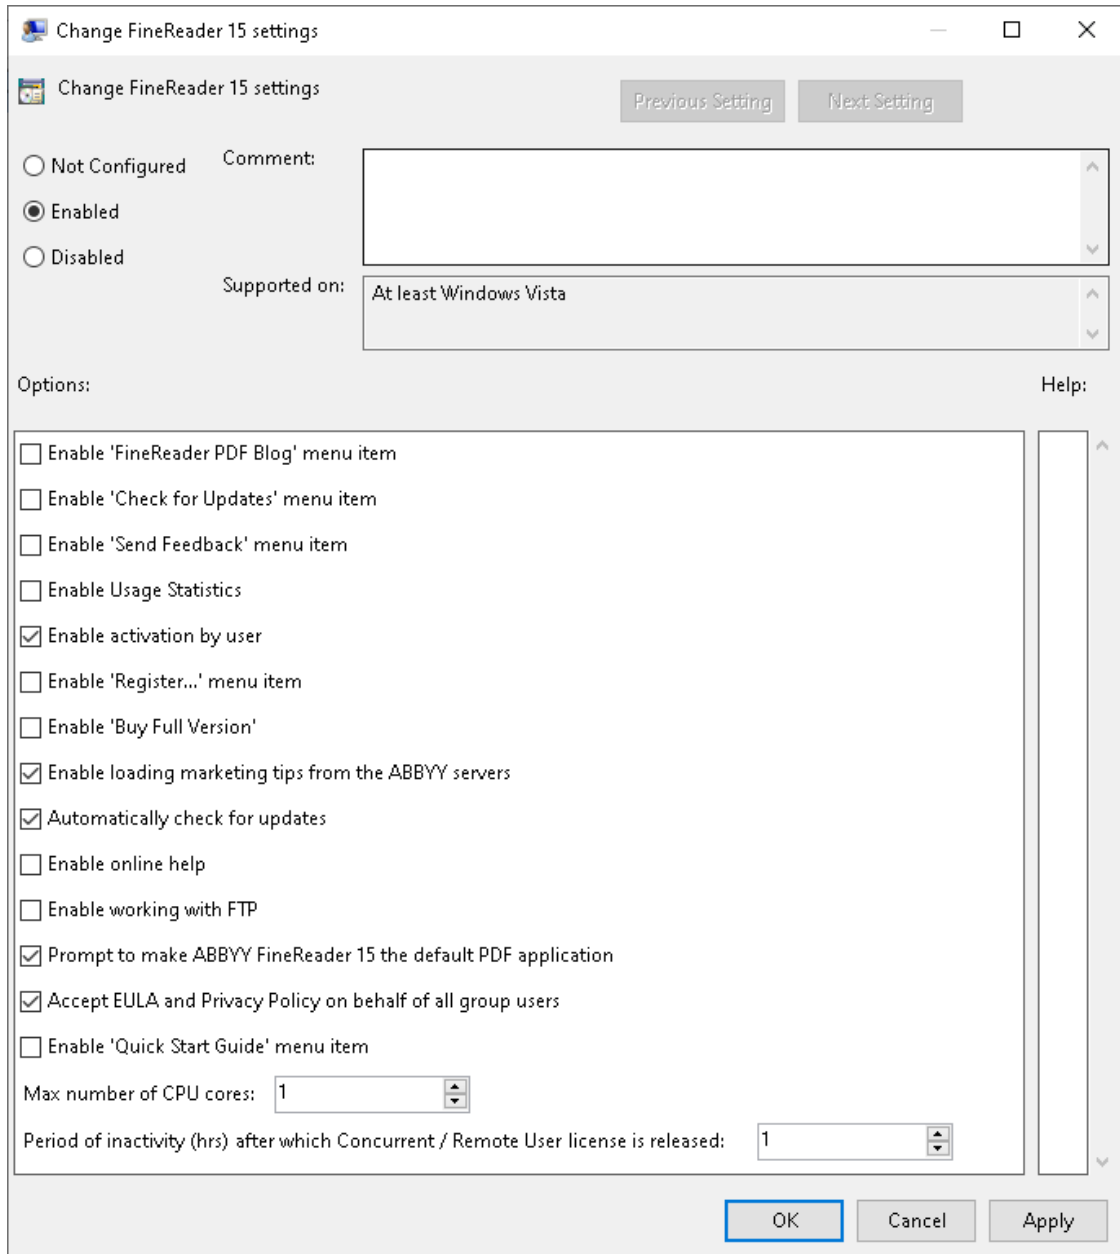 Change FineReader 15 settings
Change FineReader 15 settings
Previous Setting
Next Setting
Not Configured
Comment:
Enabled
Disabled
Supported on:
At least Windows Vista
Options:
Help:
Enable 'FineReader PDF Blog' menu item
Enable 'Check for Updates' menu item
Enable 'Send Feedback' menu item
Enable Usage Statistics
Enable activation by user
Enable 'Register...' menu item
Enable 'Buy Full Version'
Enable loading marketing tips from the ABBYY servers
Automatically check for updates
Enable online help
Enable working with FTP
Prompt to make ABBYY FineReader 15 the default PDF application
Accept EULA and Privacy Policy on behalf of all group users
Enable 'Quick Start Guide' menu item
Max number of CPU cores: 1
Period of inactivity (hrs) after which Concurrent / Remote User license is released: 1
OK
Cancel
Apply